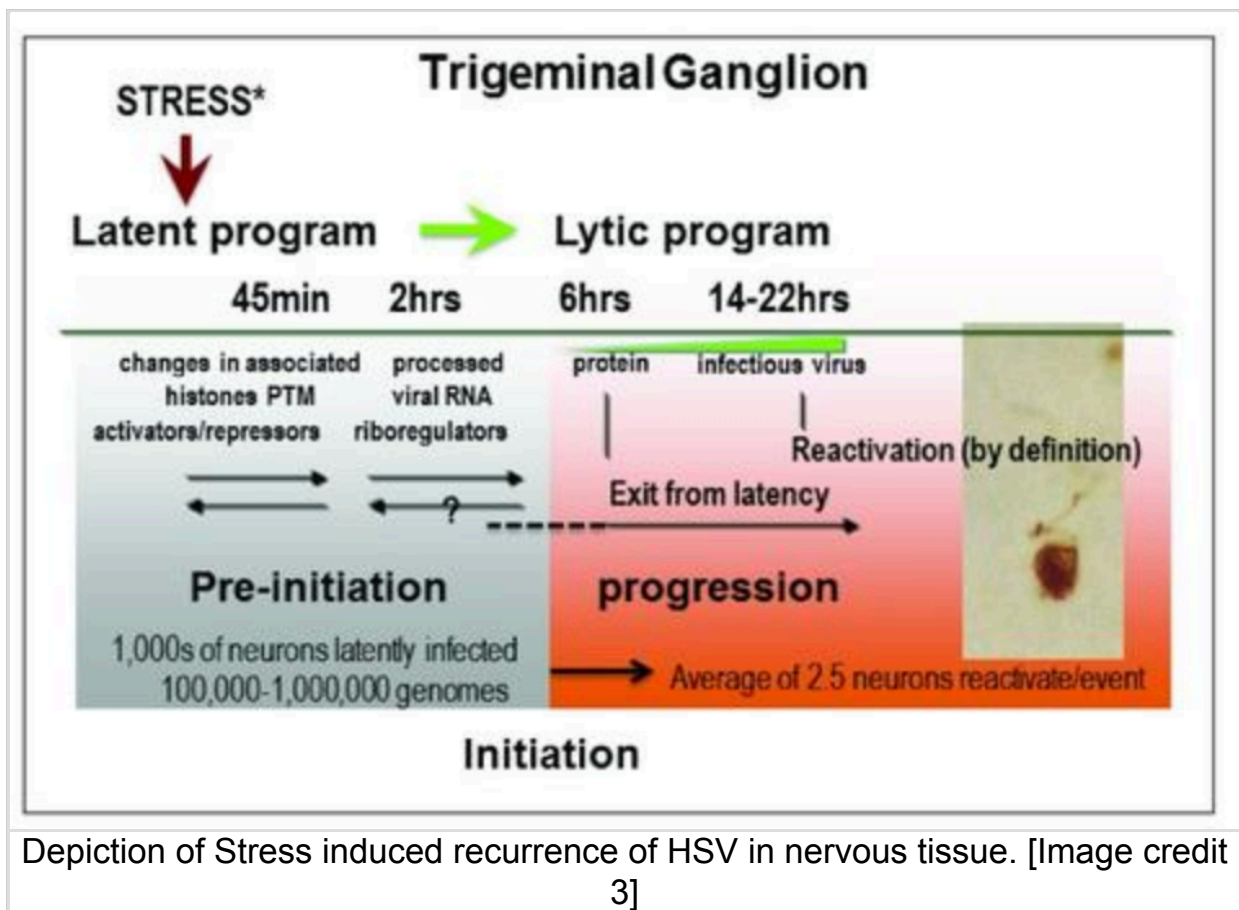 Trigeminal Ganglion
STRESS*
Latent program
Lytic program
45min 2hrs 6hrs 14-22hrs
changes in associated
histones PTM
activators/repressors
processed
viral RNA
riboregulators
protein
infectious virus
Reactivation (by definition)
?
Exit from latency
Pre-initiation
progression
1,000s of neurons latently infected
100,000-1,000,000 genomes
Average of 2.5 neurons reactivate/event
Initiation
Depiction of Stress induced recurrence of HSV in nervous tissue. [Image credit
3]